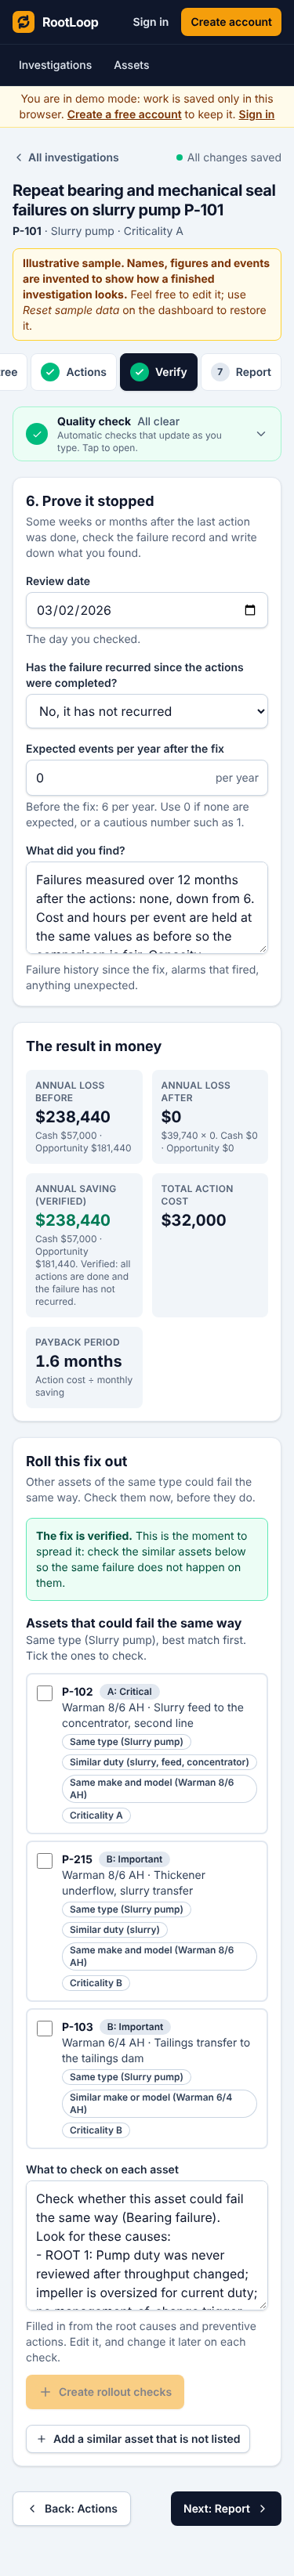 RootLoop
Sign in
Create account
Investigations
Assets
You are in demo mode: work is saved only in this
browser. Create a free account to keep it. Sign in
All investigations
All changes saved
Repeat bearing and mechanical seal
failures on slurry pump P-101
P-101 · Slurry pump · Criticality A
Illustrative sample. Names, figures and events
are invented to show how a finished
investigation looks. Feel free to edit it; use
Reset sample data on the dashboard to restore
it.
ree
Actions
Verify
7 Report
Quality check All clear
Automatic checks that update as you
type. Tap to open.
6. Prove it stopped
Some weeks or months after the last action
was done, check the failure record and write
down what you found.
Review date
03/02/2026
The day you checked.
Has the failure recurred since the actions
were completed?
No, it has not recurred
Expected events per year after the fix
0 per year
Before the fix: 6 per year. Use 0 if none are
expected, or a cautious number such as 1.
What did you find?
Failures measured over 12 months
after the actions: none, down from 6.
Cost and hours per event are held at
the same values as before so the
comparison is fair. Capacity
Failure history since the fix, alarms that fired,
anything unexpected.
The result in money
ANNUAL LOSS
BEFORE
$238,440
Cash $57,000 ·
Opportunity $181,440
ANNUAL LOSS
AFTER
$0
$39,740 × 0. Cash $0
· Opportunity $0
ANNUAL SAVING
(VERIFIED)
$238,440
Cash $57,000 ·
Opportunity
$181,440. Verified: all
actions are done and
the failure has not
recurred.
TOTAL ACTION
COST
$32,000
PAYBACK PERIOD
1.6 months
Action cost ÷ monthly
saving
Roll this fix out
Other assets of the same type could fail the
same way. Check them now, before they do.
The fix is verified. This is the moment to
spread it: check the similar assets below
so the same failure does not happen on
them.
Assets that could fail the same way
Same type (Slurry pump), best match first.
Tick the ones to check.
P-102 A: Critical
Warman 8/6 AH · Slurry feed to the
concentrator, second line
Same type (Slurry pump)
Similar duty (slurry, feed, concentrator)
Same make and model (Warman 8/6
AH)
Criticality A
P-215 B: Important
Warman 8/6 AH · Thickener
underflow, slurry transfer
Same type (Slurry pump)
Similar duty (slurry)
Same make and model (Warman 8/6
AH)
Criticality B
P-103 B: Important
Warman 6/4 AH · Tailings transfer to
the tailings dam
Same type (Slurry pump)
Similar make or model (Warman 6/4
AH)
Criticality B
What to check on each asset
Check whether this asset could fail
the same way (Bearing failure).
Look for these causes:
- ROOT 1: Pump duty was never
reviewed after throughput changed;
impeller is oversized for current duty;
no management-of-change trigger
Filled in from the root causes and preventive
actions. Edit it, and change it later on each
check.
Create rollout checks
Add a similar asset that is not listed
Back: Actions
Next: Report